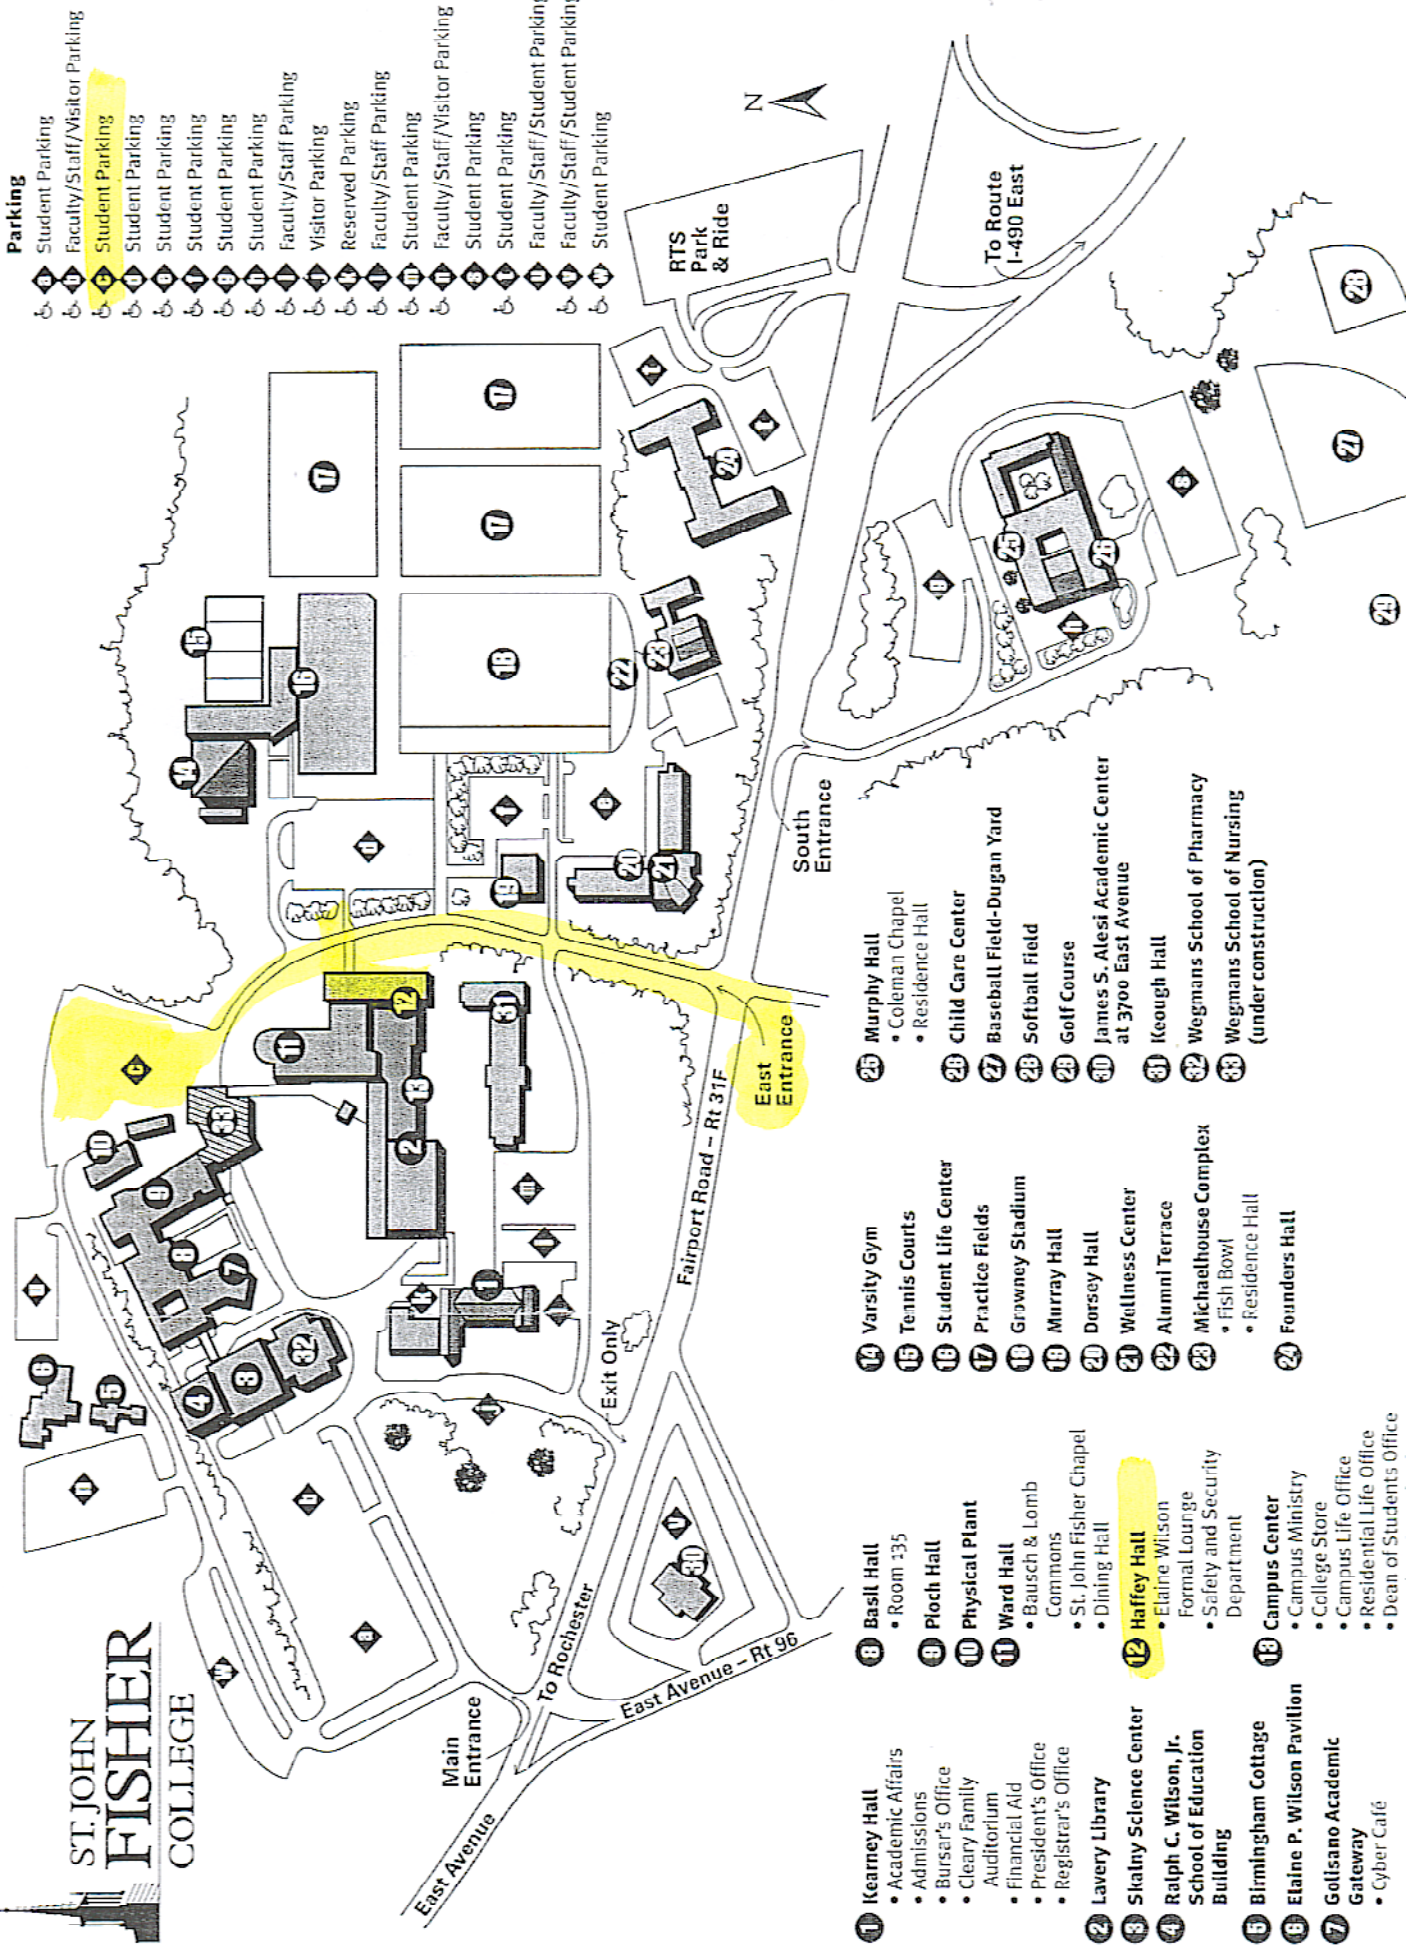 ST. JOHN
FISHER
COLLEGE
Parking
a Student Parking
b Faculty/Staff/Visitor Parking
c Student Parking
d Student Parking
e Student Parking
f Student Parking
g Student Parking
h Student Parking
i Faculty/Staff Parking
j Visitor Parking
k Reserved Parking
l Faculty/Staff Parking
m Student Parking
n Faculty/Staff/Visitor Parking
s Student Parking
t Student Parking
u Faculty/Staff/Student Parking
v Faculty/Staff/Student Parking
w Student Parking
N
RTS
Park
& Ride
To Route
I-490 East
South
Entrance
East
Entrance
Fairport Road – Rt 31F
Exit Only
To Rochester
East Avenue – Rt 96
Main
Entrance
East Avenue
1 Kearney Hall
• Academic Affairs
• Admissions
• Bursar's Office
• Cleary Family
Auditorium
• Financial Aid
• President's Office
• Registrar's Office
2 Lavery Library
3 Skalny Science Center
4 Ralph C. Wilson, Jr.
School of Education
Building
5 Birmingham Cottage
6 Elaine P. Wilson Pavilion
7 Golisano Academic
Gateway
• Cyber Café
8 Basil Hall
• Room 135
9 Pioch Hall
10 Physical Plant
11 Ward Hall
• Bausch & Lomb
Commons
• St. John Fisher Chapel
• Dining Hall
12 Haffey Hall
• Elaine Wilson
Formal Lounge
• Safety and Security
Department
13 Campus Center
• Campus Ministry
• College Store
• Campus Life Office
• Residential Life Office
• Dean of Students Office
14 Varsity Gym
15 Tennis Courts
16 Student Life Center
17 Practice Fields
18 Growney Stadium
19 Murray Hall
20 Dorsey Hall
21 Wellness Center
22 Alumni Terrace
23 Michaelhouse Complex
• Fish Bowl
• Residence Hall
24 Founders Hall
25 Murphy Hall
• Coleman Chapel
• Residence Hall
26 Child Care Center
27 Baseball Field-Dugan Yard
28 Softball Field
29 Golf Course
30 James S. Alesi Academic Center
at 3700 East Avenue
31 Keough Hall
32 Wegmans School of Pharmacy
33 Wegmans School of Nursing
(under construction)